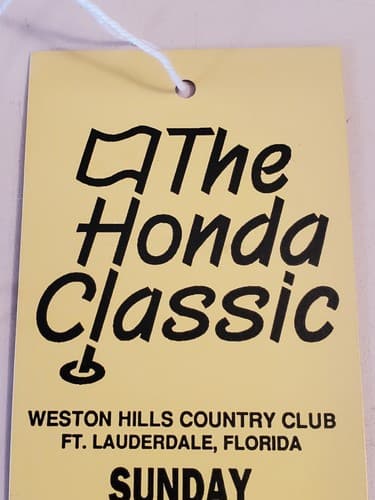 The
Honda
Classic
WESTON HILLS COUNTRY CLUB
FT. LAUDERDALE, FLORIDA
SUNDAY